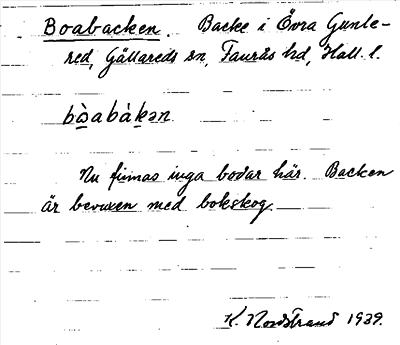 Boabacken. Backe i Övra Gunle-
red, Gällareds sn, Faurås hd, Hall. l.
bòabàkən.
Nu finnas inga bodar här. Backen
är bevuxen med bokskog.
K. Nordstrand 1939.